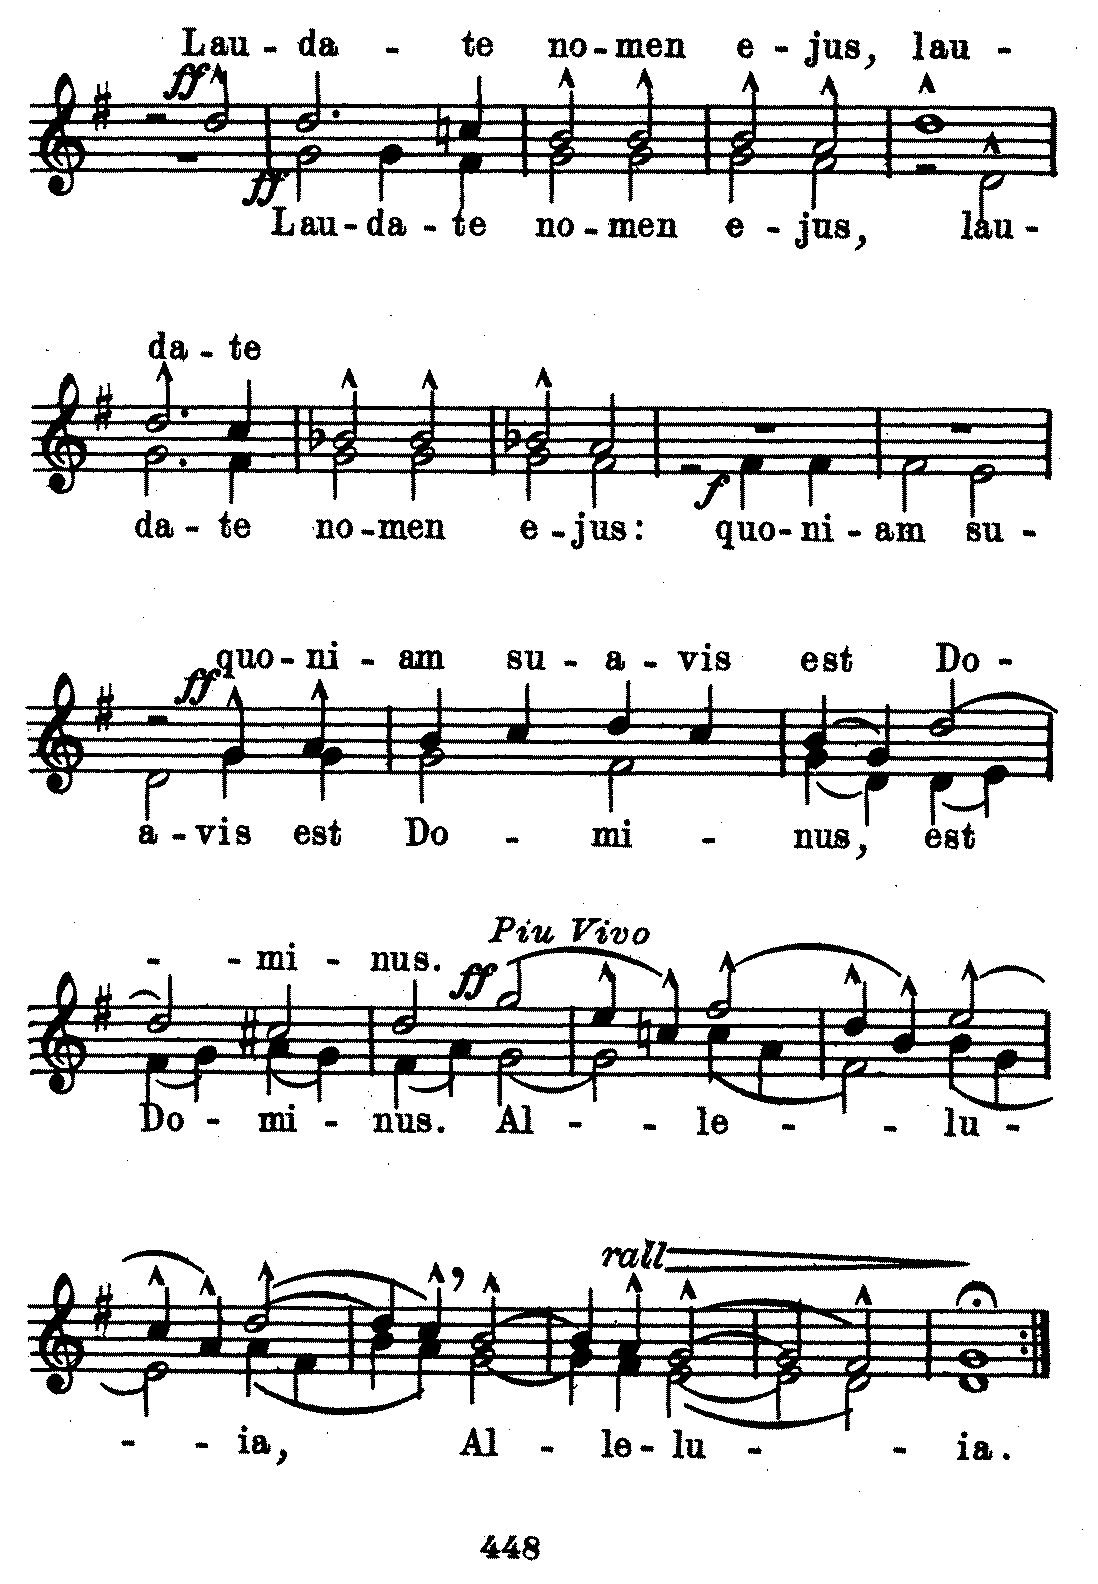 Lau - da - te no - men e - jus, lau -
ff
ff
Lau - da - te no - men e - jus, lau -
da - te
f
da - te no - men e - jus: quo - ni - am su -
quo - ni - am su - a - vis est Do -
ff
a - vis est Do - mi - nus, est
Piu Vivo
- - mi - nus.
ff
Do - mi - nus. Al - - le - - lu -
rall
- - ia, Al - le - lu - - ia.
448